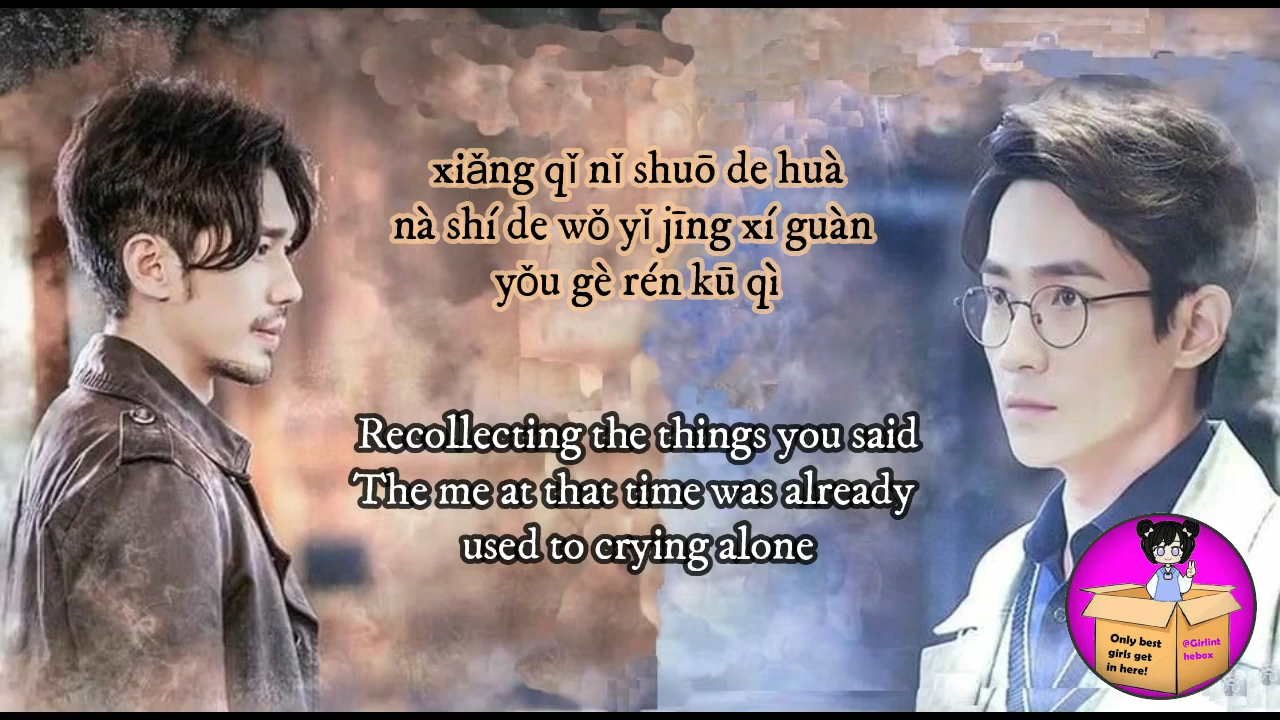 xiǎng qǐ nǐ shuō de huà
nà shí de wǒ yǐ jīng xí guàn
yǒu gè rén kū qì
Recollecting the things you said
The me at that time was already
used to crying alone
Only best
girls get
in here!
@Girlint
hebox